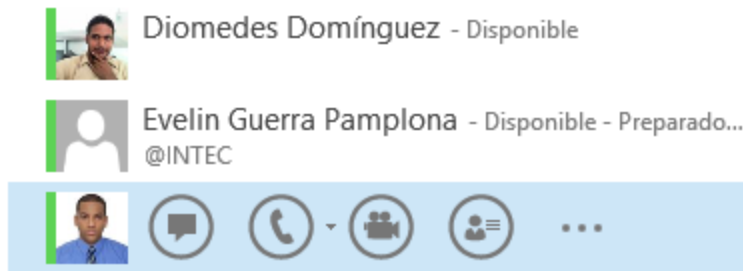 Diomedes Domínguez - Disponible
Evelin Guerra Pamplona - Disponible - Preparado...
@INTEC